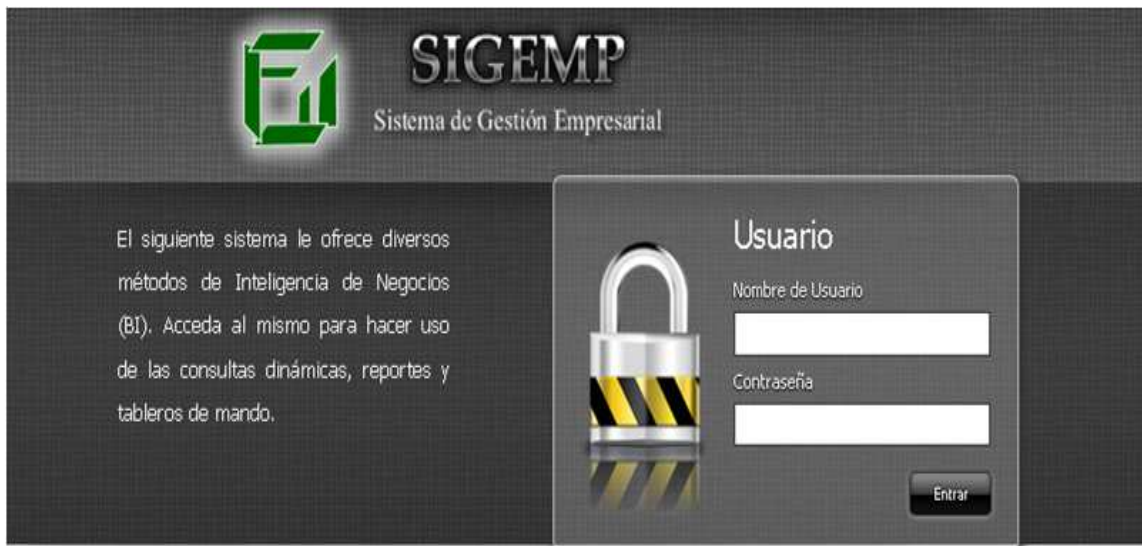 SIGEMP
Sistema de Gestión Empresarial
El siguiente sistema le ofrece diversos
métodos de Inteligencia de Negocios
(BI). Acceda al mismo para hacer uso
de las consultas dinámicas, reportes y
tableros de mando.
Usuario
Nombre de Usuario
Contraseña
Entrar